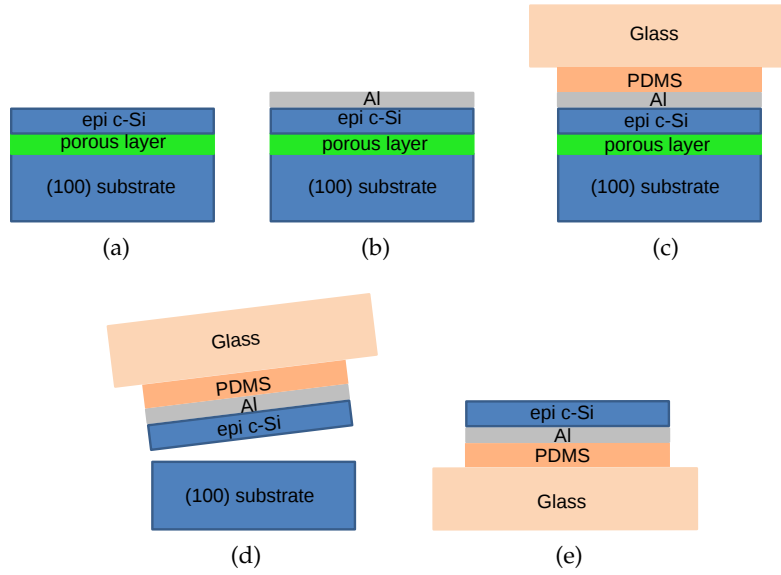 epi c-Si
porous layer
(100) substrate
(a)
Al
epi c-Si
porous layer
(100) substrate
(b)
Glass
PDMS
Al
epi c-Si
porous layer
(100) substrate
(c)
Glass
PDMS
Al
epi c-Si
(100) substrate
(d)
epi c-Si
Al
PDMS
Glass
(e)